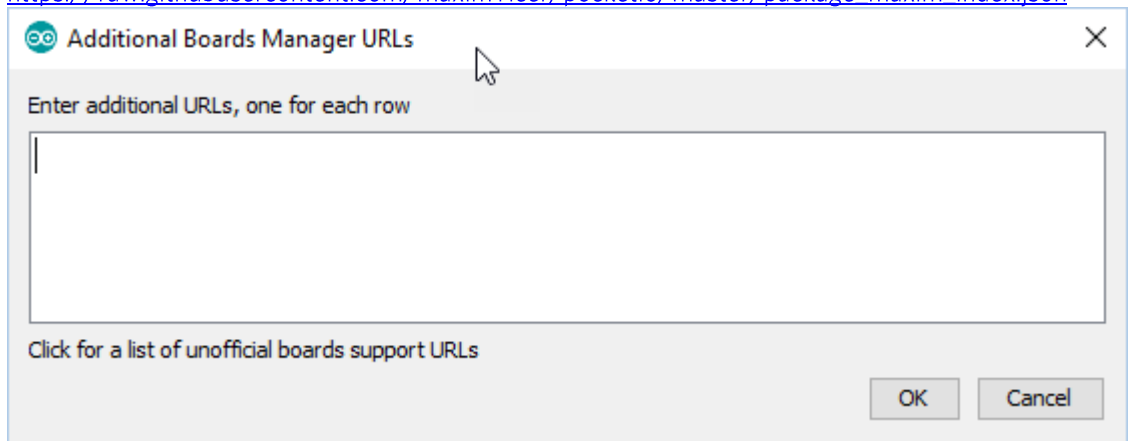 Additional Boards Manager URLs
Enter additional URLs, one for each row
Click for a list of unofficial boards support URLs
OK Cancel